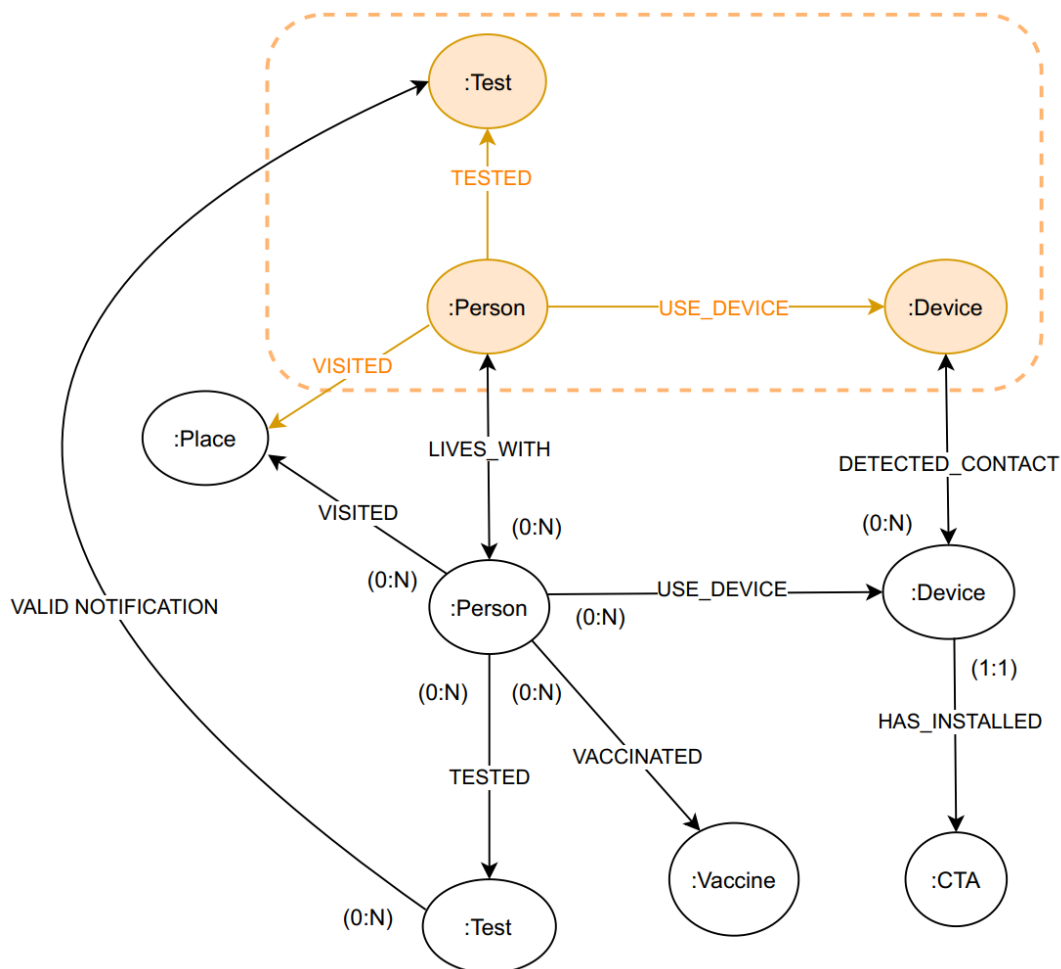 :Test
TESTED
:Person
USE_DEVICE
:Device
VISITED
:Place
LIVES_WITH
DETECTED_CONTACT
VISITED
(0:N)
(0:N)
(0:N)
:Person
(0:N)
USE_DEVICE
:Device
VALID NOTIFICATION
(0:N)
(0:N)
(1:1)
HAS_INSTALLED
VACCINATED
TESTED
:Vaccine
:CTA
(0:N)
:Test